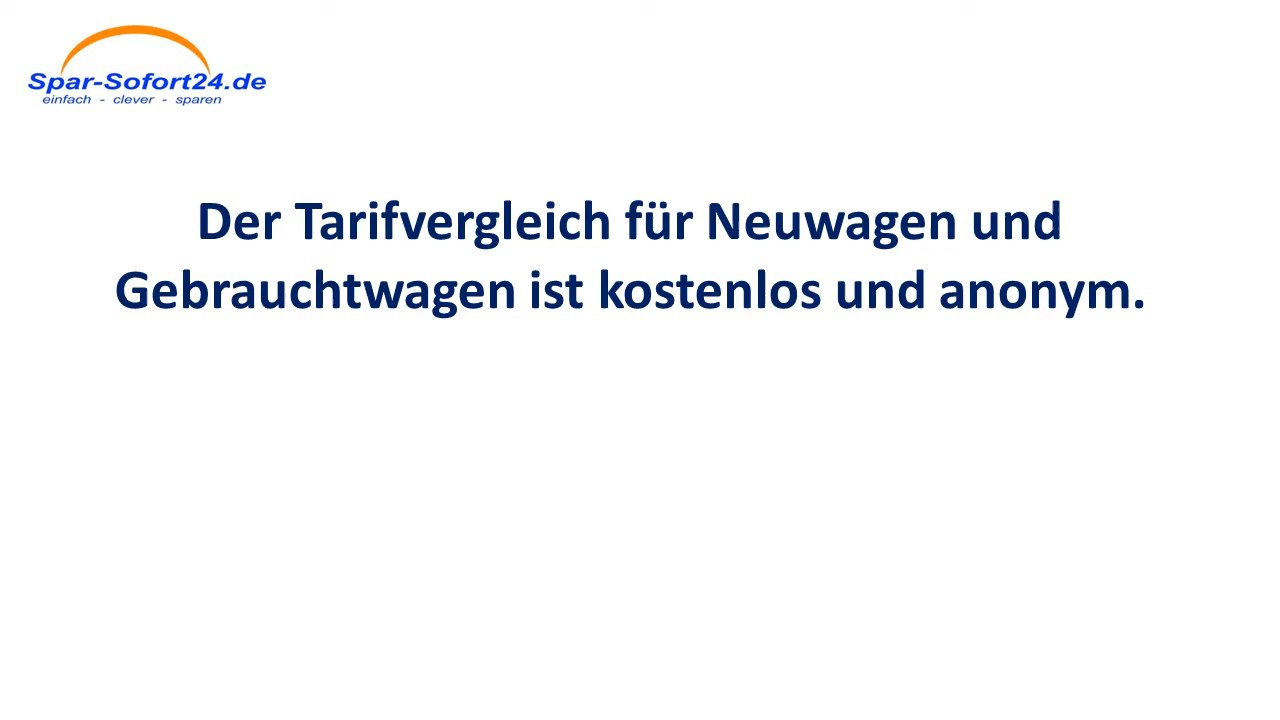 Spar-Sofort24.de
einfach - clever - sparen
Der Tarifvergleich für Neuwagen und
Gebrauchtwagen ist kostenlos und anonym.